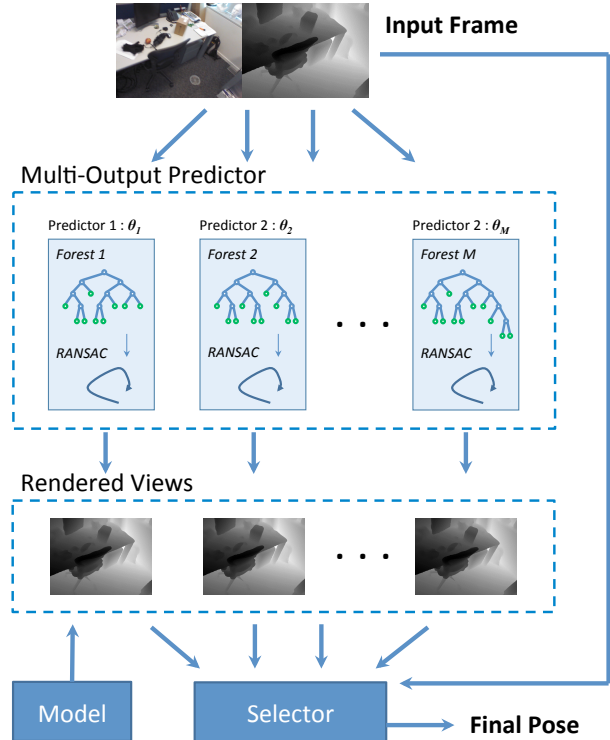 Input Frame
Multi-Output Predictor
Predictor 1 : θ1
Predictor 2 : θ2
Predictor 2 : θM
Forest 1
Forest 2
Forest M
. . .
RANSAC
RANSAC
RANSAC
Rendered Views
. . .
Model
Selector
Final Pose